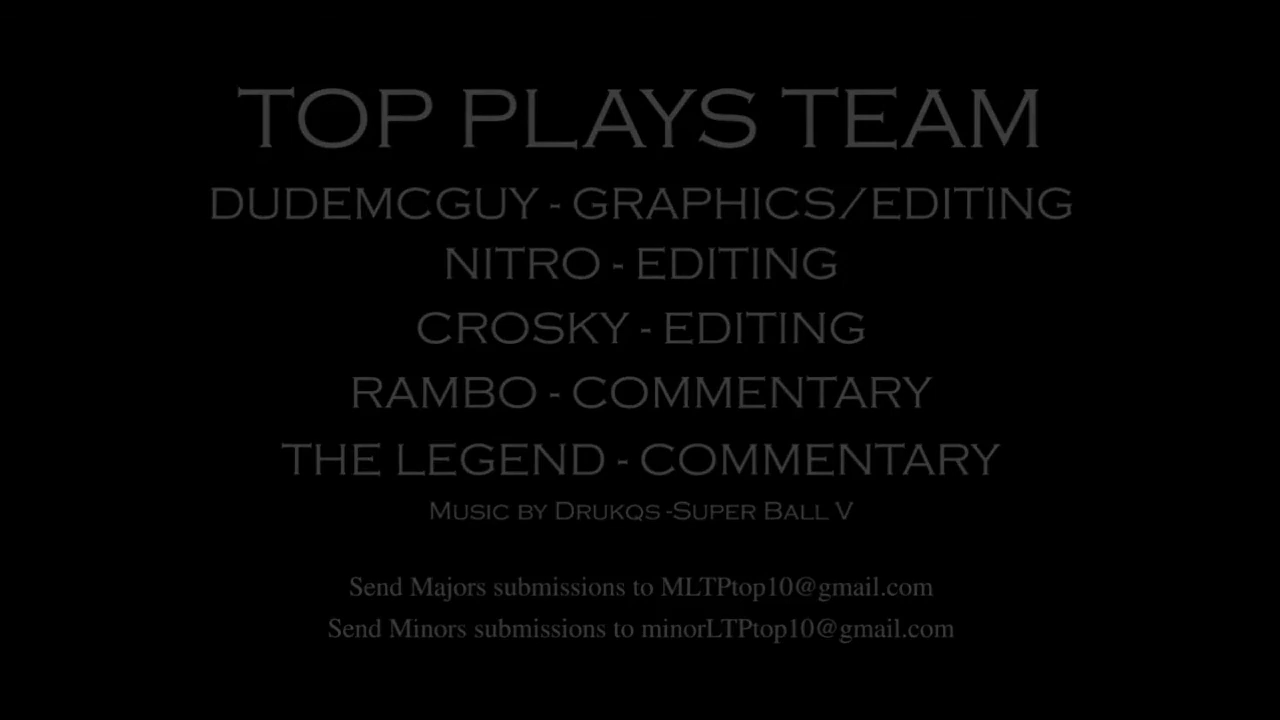 TOP PLAYS TEAM
DUDEMCGUY - GRAPHICS/EDITING
NITRO - EDITING
CROSKY - EDITING
RAMBO - COMMENTARY
THE LEGEND - COMMENTARY
MUSIC BY DRUKQS -SUPER BALL V
Send Majors submissions to MLTPtop10@gmail.com
Send Minors submissions to minorLTPtop10@gmail.com